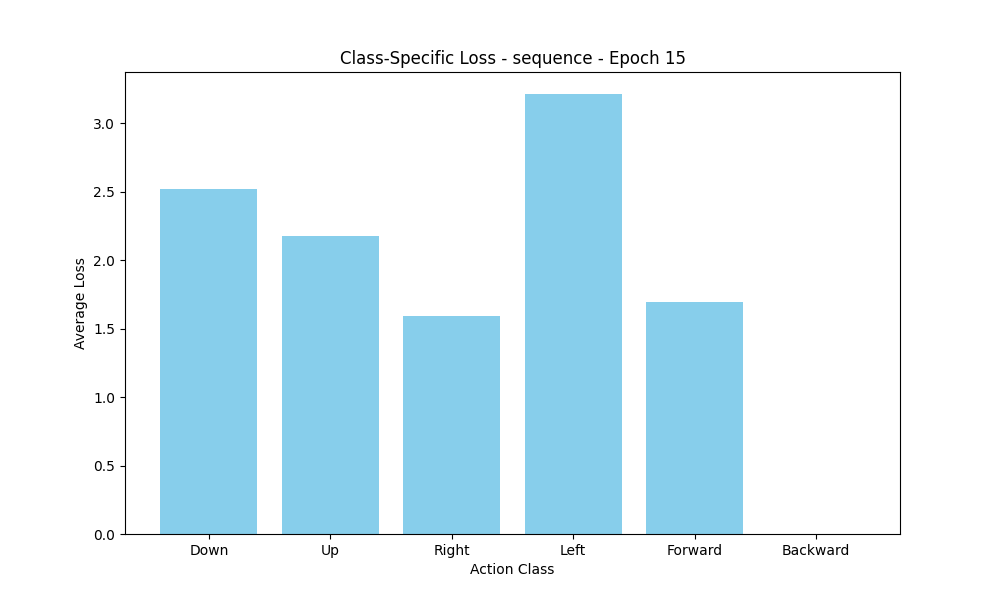 Class-Specific Loss - sequence - Epoch 15
3.0
2.5
2.0
1.5
1.0
0.5
0.0
Average Loss
Down Up Right Left Forward Backward
Action Class